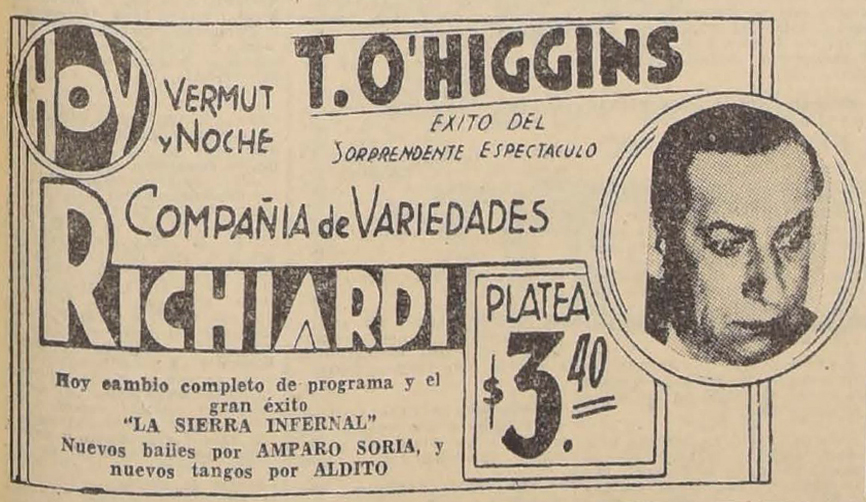 HOY
VERMUT
y NOCHE
T. O'HIGGINS
EXITO DEL
SORPRENDENTE ESPECTACULO
COMPAÑIA de VARIEDADES
RICHIARDI
PLATEA
$3.40
Hoy cambio completo de programa y el
gran éxito
"LA SIERRA INFERNAL"
Nuevos bailes por AMPARO SORIA, y
nuevos tangos por ALDITO